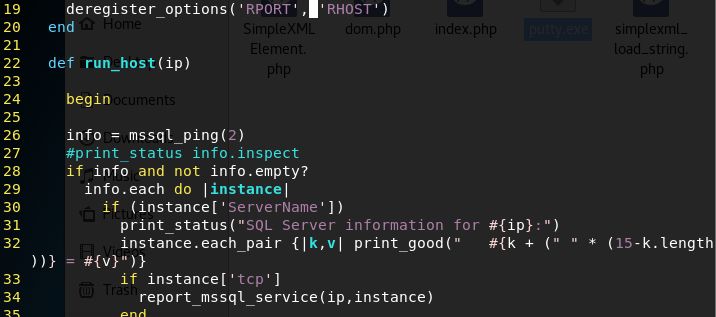 19     deregister_options('RPORT', 'RHOST')
20   end
21
22   def run_host(ip)
23
24     begin
25
26     info = mssql_ping(2)
27     #print_status info.inspect
28     if info and not info.empty?
29       info.each do |instance|
30         if (instance['ServerName'])
31           print_status("SQL Server information for #{ip}:")
32           instance.each_pair {|k,v| print_good("   #{k + (" " * (15-k.length
))} = #{v}")}
33           if instance['tcp']
34             report_mssql_service(ip,instance)
35           end
Home
Documents
Music
Pictures
Videos
Trash
SimpleXML
Element.
php
dom.php
index.php
putty.exe
simplexml_
load_string.
php